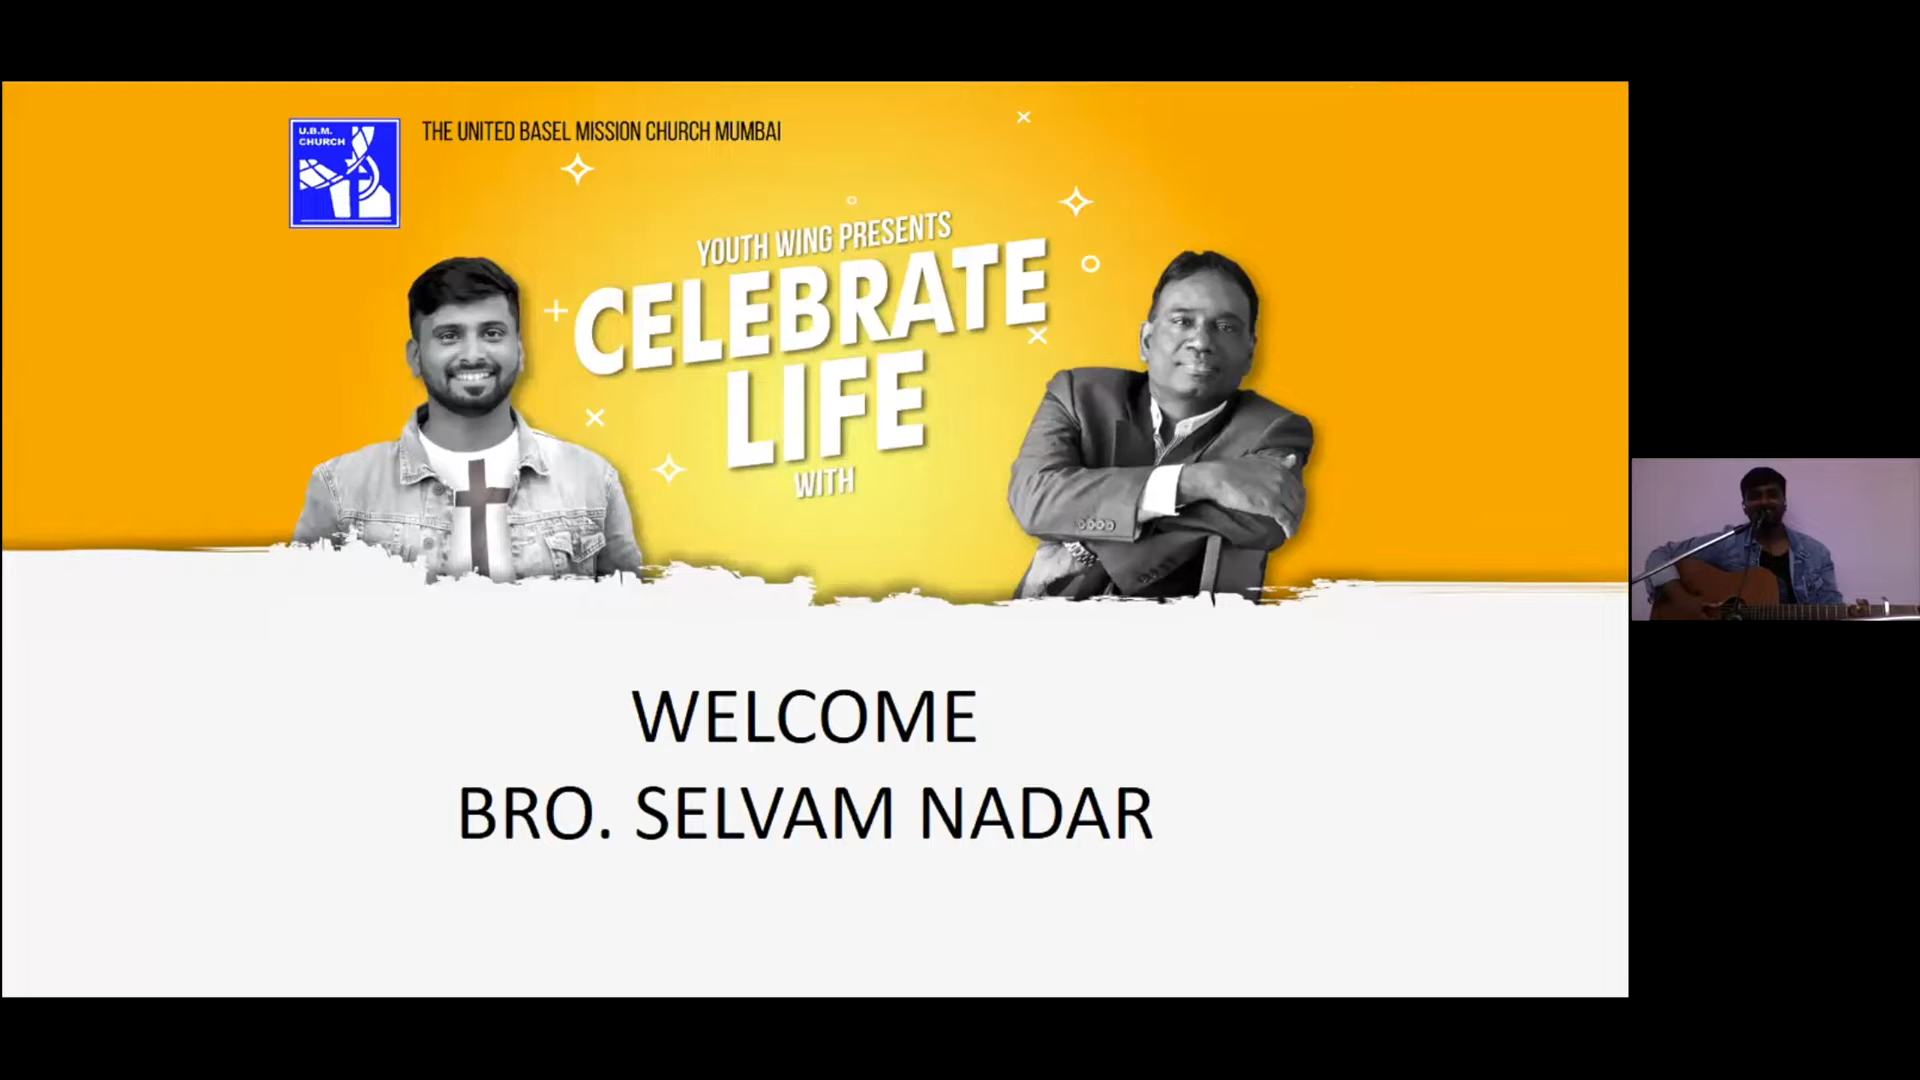 U.B.M.
CHURCH
THE UNITED BASEL MISSION CHURCH MUMBAI
YOUTH WING PRESENTS
CELEBRATE
LIFE
WITH
WELCOME
BRO. SELVAM NADAR